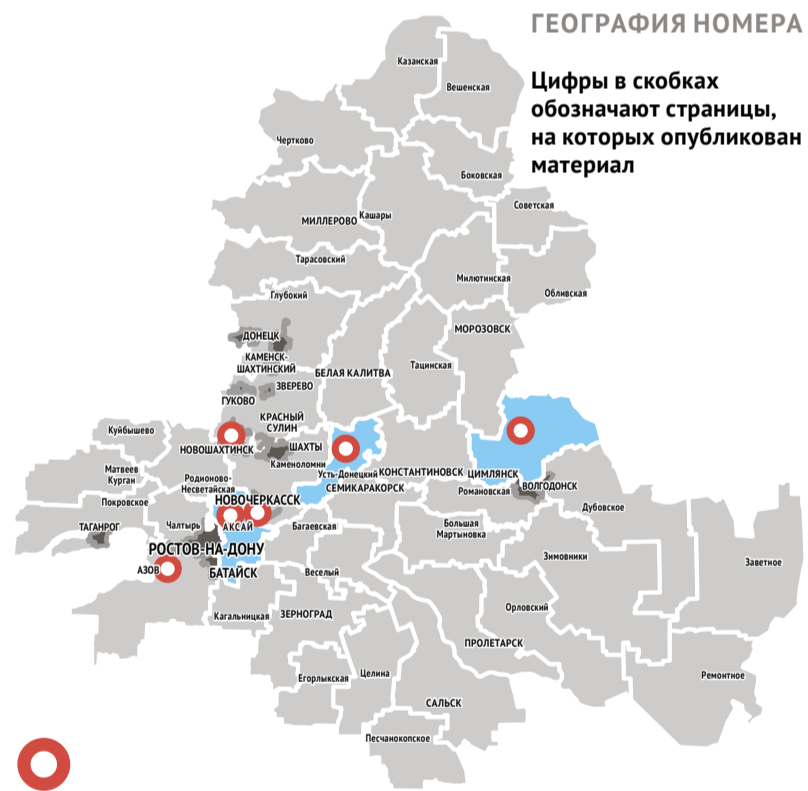 ГЕОГРАФИЯ НОМЕРА
Цифры в скобках
обозначают страницы,
на которых опубликован
материал
Казанская
Вешенская
Чертково
Боковская
Советская
МИЛЛЕРОВО
Кашары
Тарасовский
Милютинская
Обливская
Глубокий
МОРОЗОВСК
ДОНЕЦК
КАМЕНСК-
ШАХТИНСКИЙ
Тацинская
БЕЛАЯ КАЛИТВА
ЗВЕРЕВО
ГУКОВО
КРАСНЫЙ
СУЛИН
Куйбышево
НОВОШАХТИНСК
ШАХТЫ
Каменоломни
Матвеев
Курган
Родионово-
Несветайская
Усть-Донецкий
КОНСТАНТИНОВСК
ЦИМЛЯНСК
СЕМИКАРАКОРСК
Романовская
ВОЛГОДОНСК
Покровское
НОВОЧЕРКАССК
Дубовское
ТАГАНРОГ
Чалтырь
АКСАЙ
Багаевская
Большая
Мартыновка
РОСТОВ-НА-ДОНУ
Зимовники
Заветное
АЗОВ
БАТАЙСК
Веселый
Кагальницкая
ЗЕРНОГРАД
Орловский
ПРОЛЕТАРСК
Егорлыкская
Целина
Ремонтное
САЛЬСК
Песчанокопское